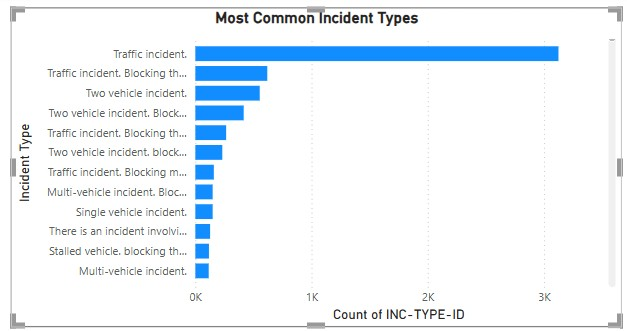 Most Common Incident Types
Incident Type
Traffic incident.
Traffic incident. Blocking th...
Two vehicle incident.
Two vehicle incident. Block...
Traffic incident. Blocking th...
Two vehicle incident. block...
Traffic incident. Blocking m...
Multi-vehicle incident. Bloc...
Single vehicle incident.
There is an incident involvi...
Stalled vehicle. blocking th...
Multi-vehicle incident.
0K 1K 2K 3K
Count of INC-TYPE-ID